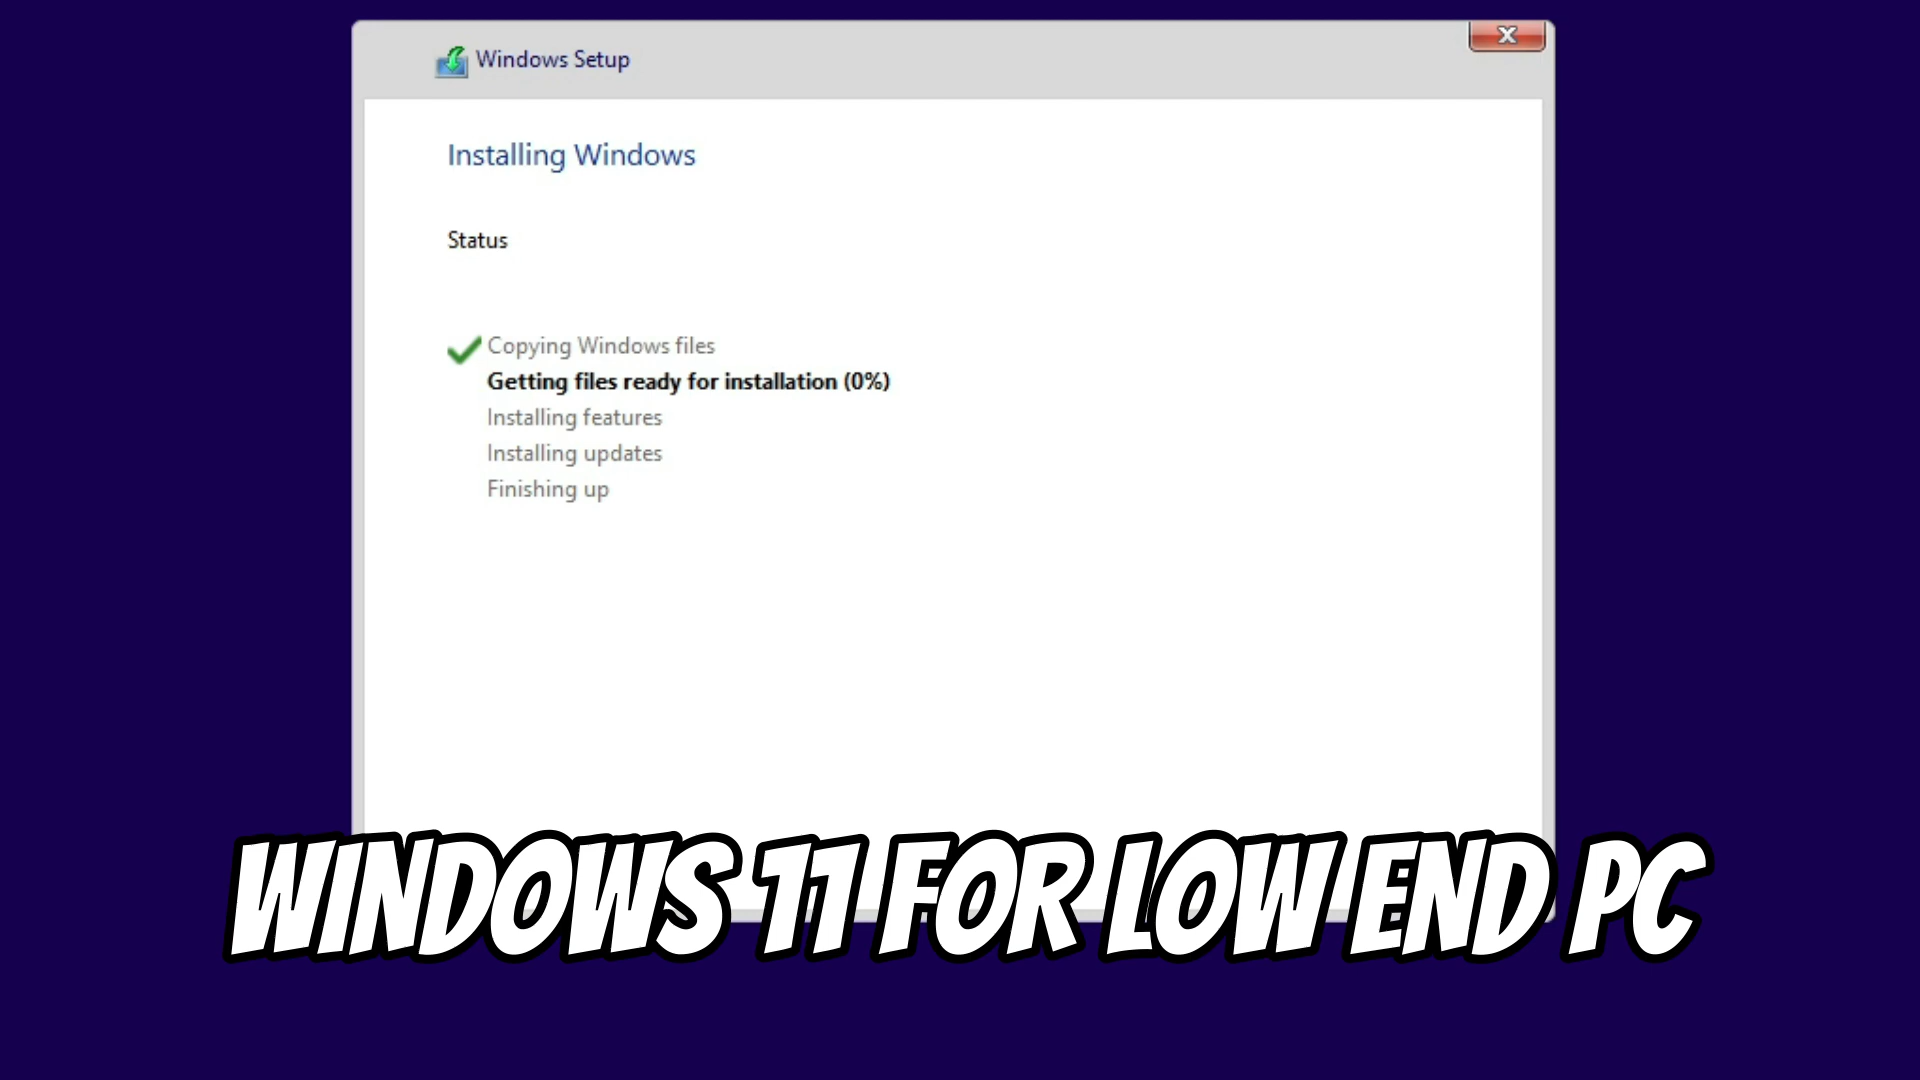 Windows Setup
Installing Windows
Status
Copying Windows files
Getting files ready for installation (0%)
Installing features
Installing updates
Finishing up
WINDOWS 11 FOR LOW END PC